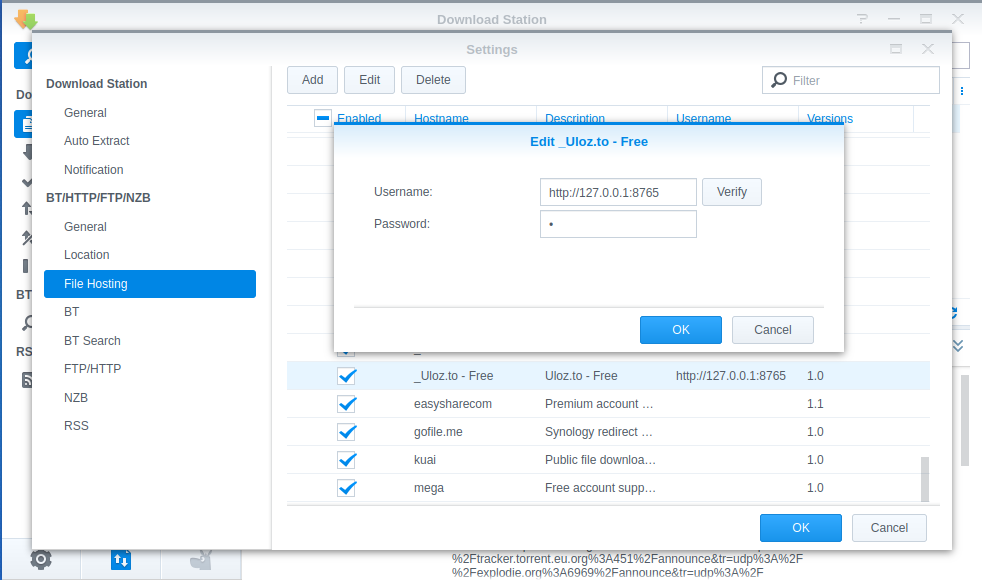 Download Station
Settings
Do
BT
RS
Download Station
General
Auto Extract
Notification
BT/HTTP/FTP/NZB
General
Location
File Hosting
BT
BT Search
FTP/HTTP
NZB
RSS
Add Edit Delete Filter
Enabled Hostname Description Username Versions
Edit _Uloz.to - Free
Username: http://127.0.0.1:8765 Verify
Password: •
OK Cancel
_Uloz.to - Free Uloz.to - Free http://127.0.0.1:8765 1.0
easysharecom Premium account … 1.1
gofile.me Synology redirect … 1.0
kuai Public file downloa… 1.0
mega Free account supp… 1.0
OK Cancel
%2Ftracker.torrent.eu.org%3A451%2Fannounce&tr=udp%3A%2F
%2Fexplodie.org%3A6969%2Fannounce&tr=udp%3A%2F